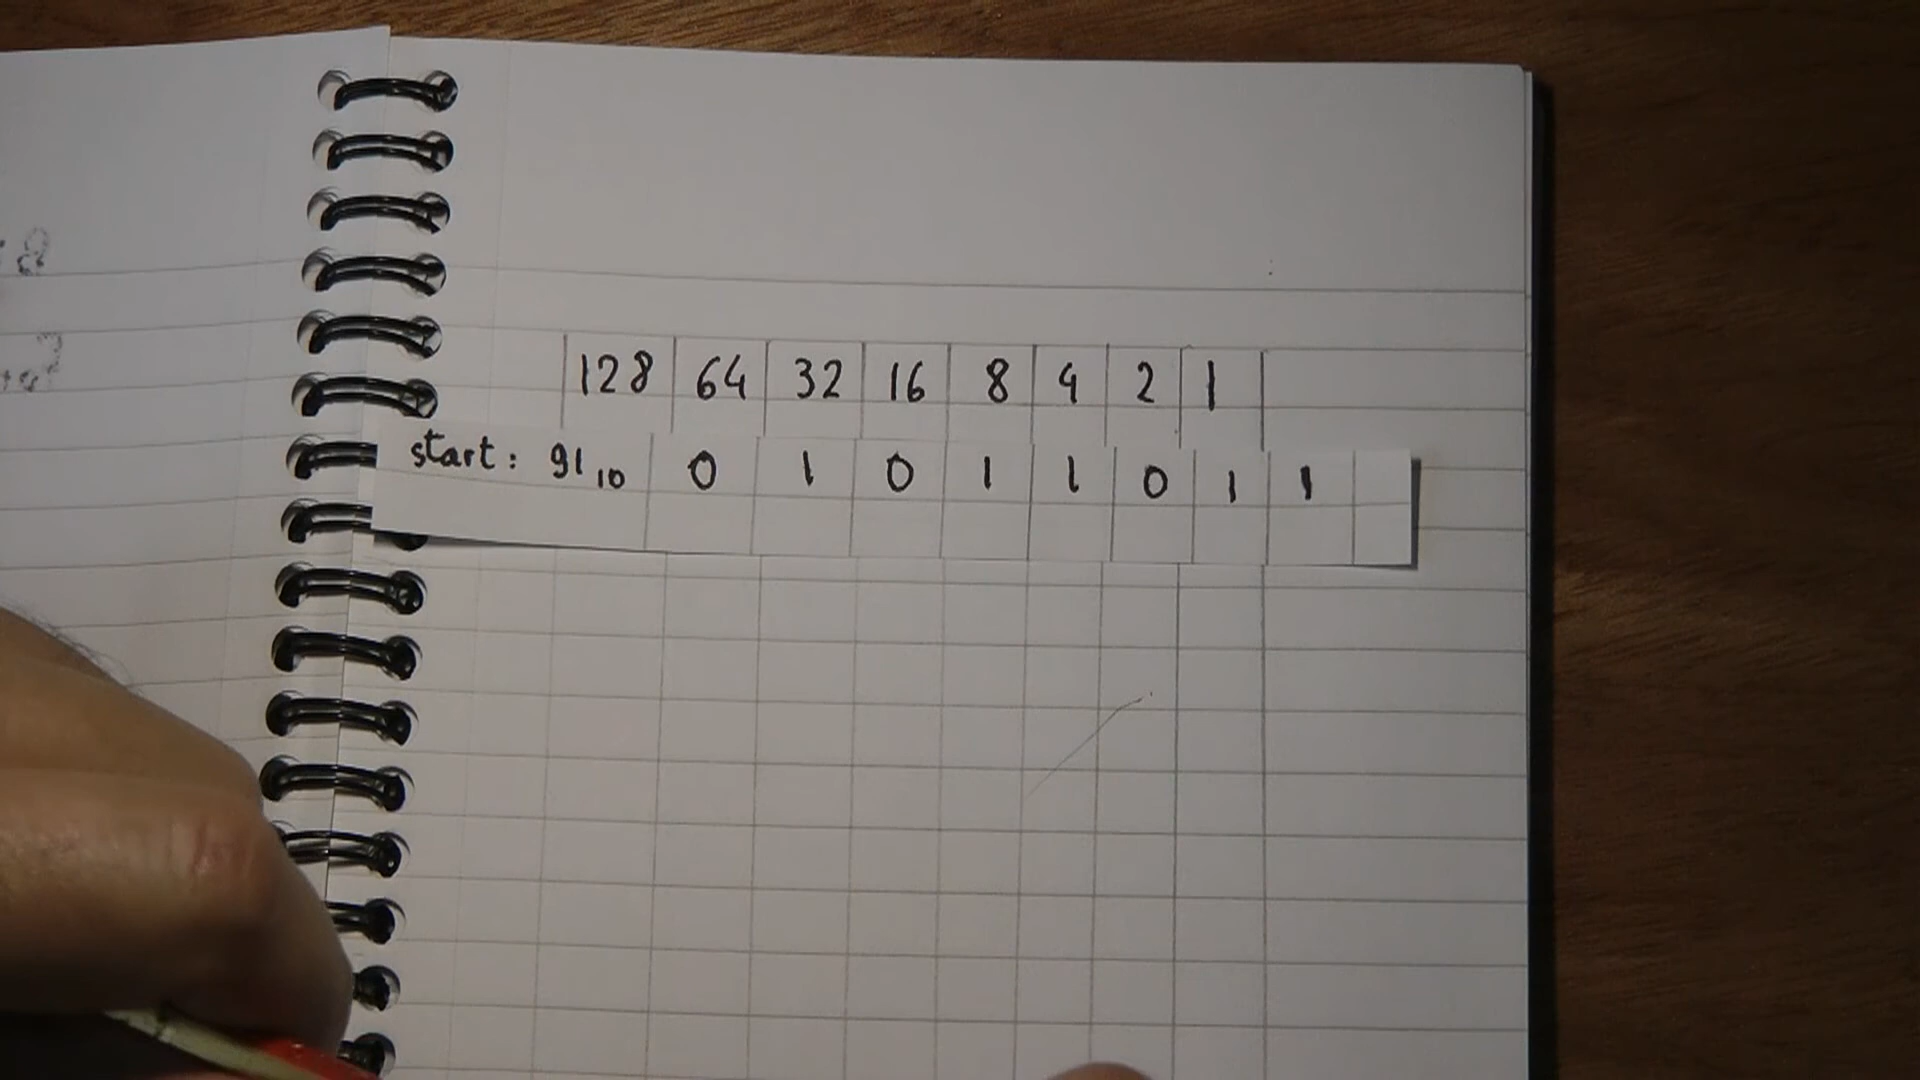 128 64 32 16 8 4 2 1
start: 91₁₀ 0 1 0 1 1 0 1 1